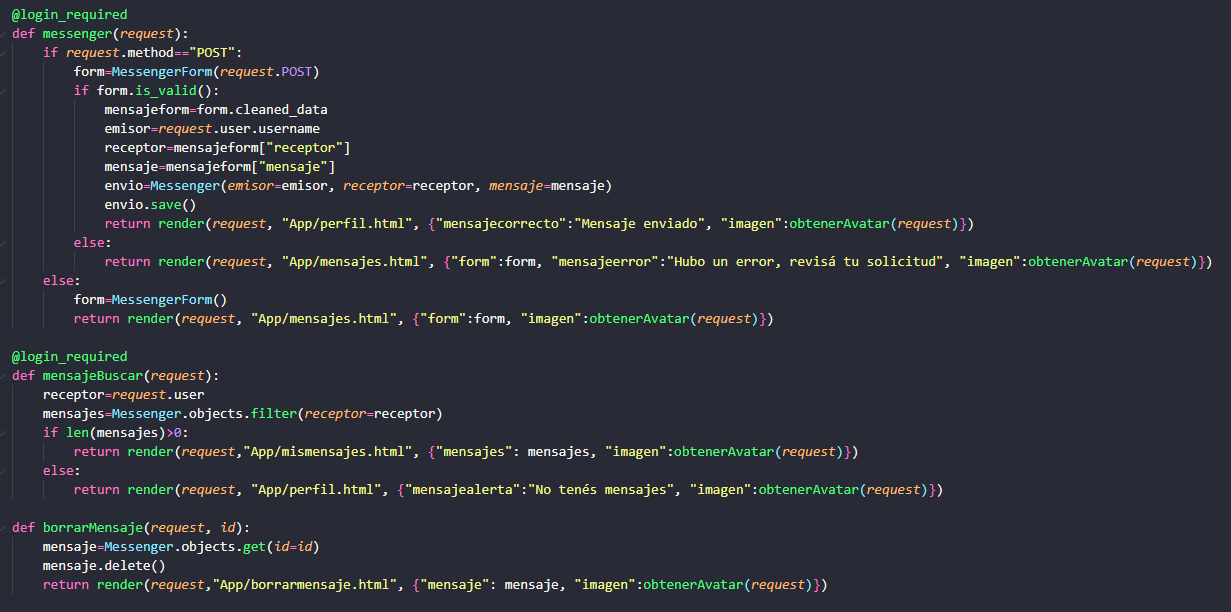 @login_required
def messenger(request):
    if request.method=="POST":
        form=MessengerForm(request.POST)
        if form.is_valid():
            mensajeform=form.cleaned_data
            emisor=request.user.username
            receptor=mensajeform["receptor"]
            mensaje=mensajeform["mensaje"]
            envio=Messenger(emisor=emisor, receptor=receptor, mensaje=mensaje)
            envio.save()
            return render(request, "App/perfil.html", {"mensajecorrecto":"Mensaje enviado", "imagen":obtenerAvatar(request)})
        else:
            return render(request, "App/mensajes.html", {"form":form, "mensajeerror":"Hubo un error, revisá tu solicitud", "imagen":obtenerAvatar(request)})
    else:
        form=MessengerForm()
        return render(request, "App/mensajes.html", {"form":form, "imagen":obtenerAvatar(request)})

@login_required
def mensajeBuscar(request):
    receptor=request.user
    mensajes=Messenger.objects.filter(receptor=receptor)
    if len(mensajes)>0:
        return render(request,"App/mismensajes.html", {"mensajes": mensajes, "imagen":obtenerAvatar(request)})
    else:
        return render(request, "App/perfil.html", {"mensajealerta":"No tenés mensajes", "imagen":obtenerAvatar(request)})

def borrarMensaje(request, id):
    mensaje=Messenger.objects.get(id=id)
    mensaje.delete()
    return render(request,"App/borrarmensaje.html", {"mensaje": mensaje, "imagen":obtenerAvatar(request)})